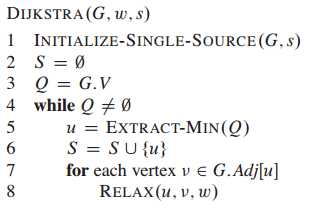 DIJKSTRA(G, w, s)
1 INITIALIZE-SINGLE-SOURCE(G, s)
2 S = ∅
3 Q = G.V
4 while Q ≠ ∅
5 u = EXTRACT-MIN(Q)
6 S = S ∪ {u}
7 for each vertex v ∈ G.Adj[u]
8 RELAX(u, v, w)